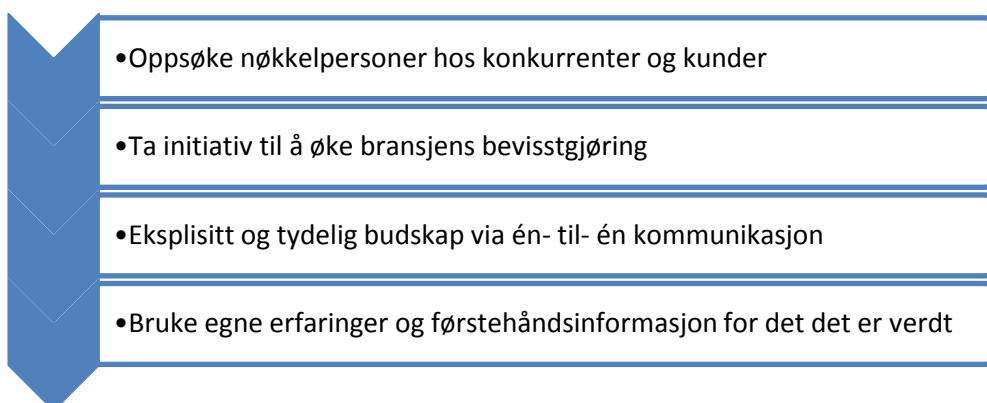 •Oppsøke nøkkelpersoner hos konkurrenter og kunder
•Ta initiativ til å øke bransjens bevisstgjøring
•Eksplisitt og tydelig budskap via én- til- én kommunikasjon
•Bruke egne erfaringer og førstehåndsinformasjon for det det er verdt